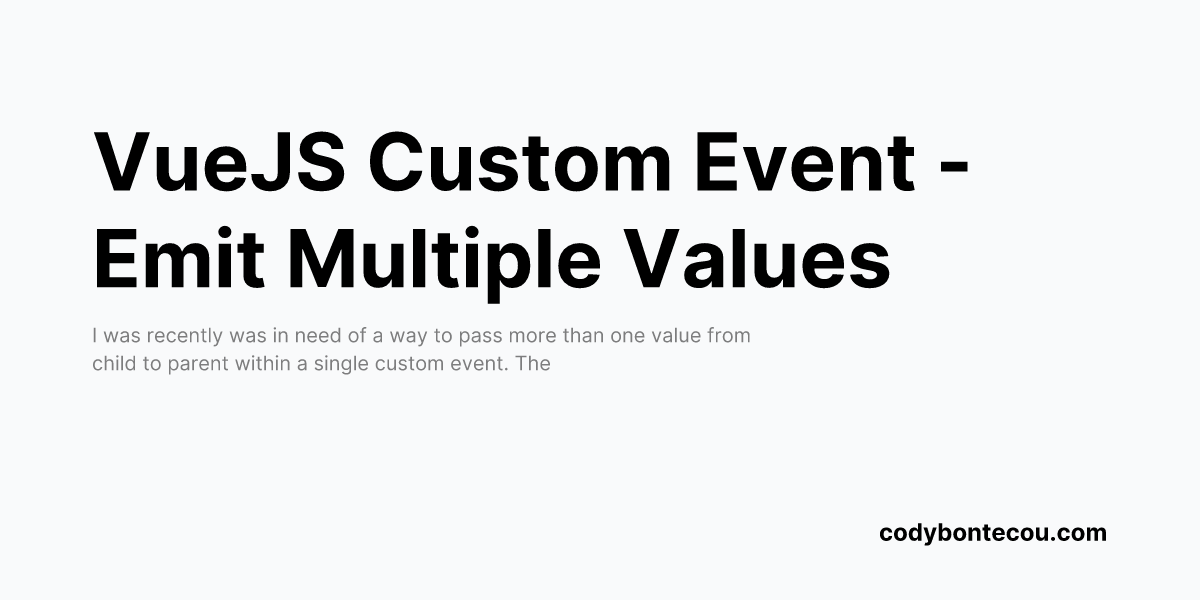 VueJS Custom Event -
Emit Multiple Values
I was recently was in need of a way to pass more than one value from
child to parent within a single custom event. The
codybontecou.com